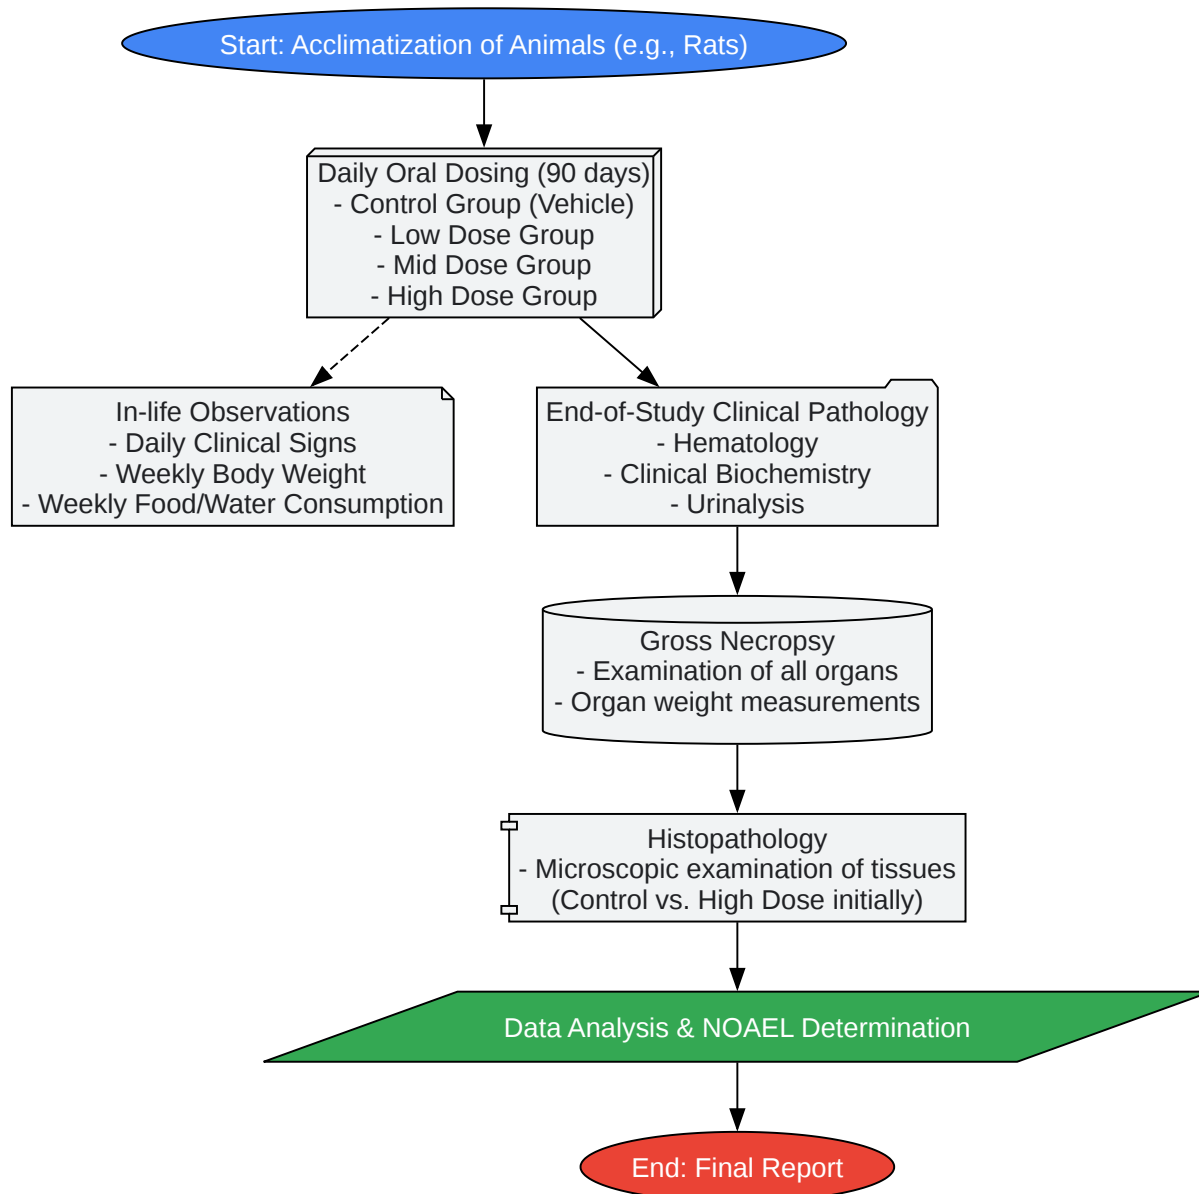 Start: Acclimatization of Animals (e.g., Rats)
Daily Oral Dosing (90 days)
- Control Group (Vehicle)
- Low Dose Group
- Mid Dose Group
- High Dose Group
In-life Observations
- Daily Clinical Signs
- Weekly Body Weight
- Weekly Food/Water Consumption
End-of-Study Clinical Pathology
- Hematology
- Clinical Biochemistry
- Urinalysis
Gross Necropsy
- Examination of all organs
- Organ weight measurements
Histopathology
- Microscopic examination of tissues
(Control vs. High Dose initially)
Data Analysis & NOAEL Determination
End: Final Report